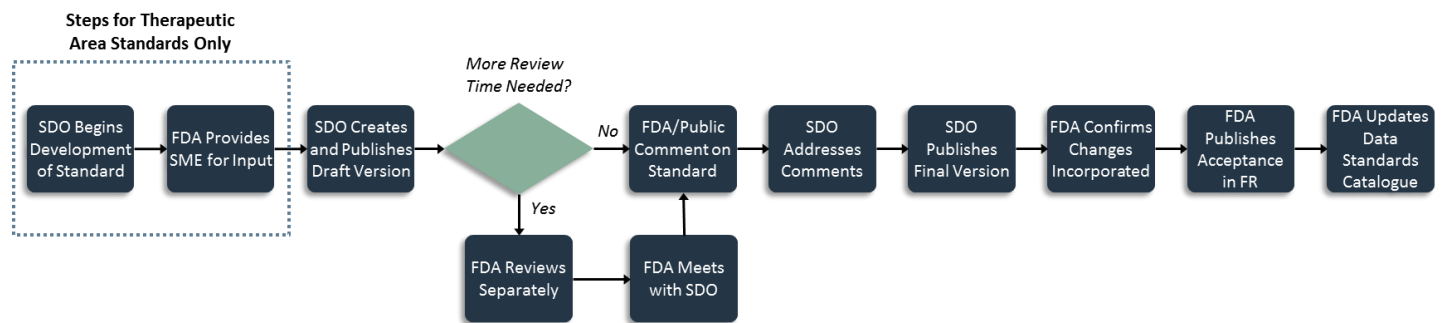 Steps for Therapeutic
Area Standards Only
SDO Begins
Development
of Standard
FDA Provides
SME for Input
SDO Creates
and Publishes
Draft Version
More Review
Time Needed?
No
Yes
FDA Reviews
Separately
FDA Meets
with SDO
FDA/Public
Comment on
Standard
SDO
Addresses
Comments
SDO
Publishes
Final Version
FDA Confirms
Changes
Incorporated
FDA
Publishes
Acceptance
in FR
FDA Updates
Data
Standards
Catalogue